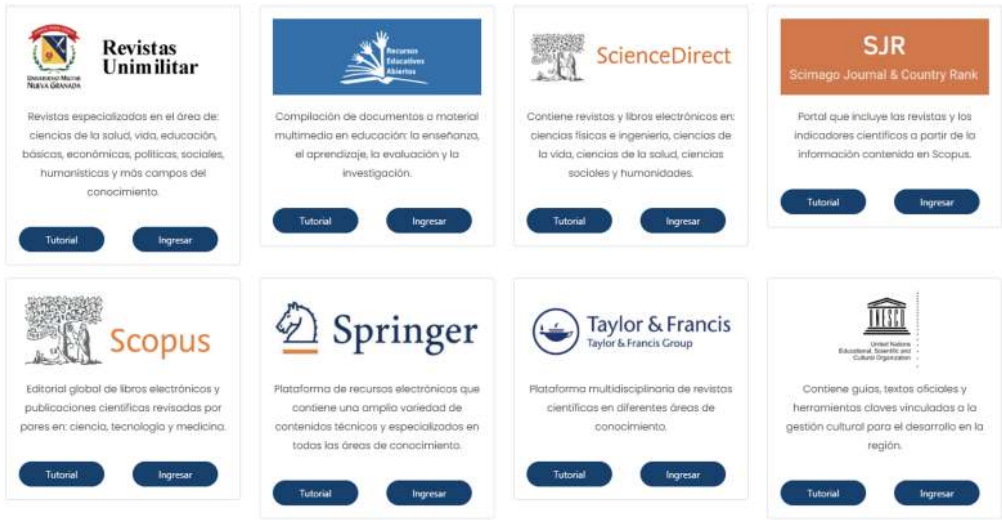 Revistas
Unimilitar
UNIVERSIDAD MILITAR
NUEVA GRANADA
Revistas especializadas en el área de:
ciencias de la salud, vida, educación,
básicas, económicas, políticas, sociales,
humanísticas y más campos del
conocimiento.
Tutorial
Ingresar
Recursos
Educativos
Abiertos
Compilación de documentos o material
multimedia en educación: la enseñanza,
el aprendizaje, la evaluación y la
investigación.
Tutorial
Ingresar
ScienceDirect
Contiene revistas y libros electrónicos en:
ciencias físicas e ingeniería, ciencias de
la vida, ciencias de la salud, ciencias
sociales y humanidades.
Tutorial
Ingresar
SJR
Scimago Journal & Country Rank
Portal que incluye las revistas y los
indicadores científicos a partir de la
información contenida en Scopus.
Tutorial
Ingresar
Scopus
Editorial global de libros electrónicos y
publicaciones científicas revisadas por
pares en: ciencia, tecnología y medicina.
Tutorial
Ingresar
Springer
Plataforma de recursos electrónicos que
contiene una amplia variedad de
contenidos técnicos y especializados en
todas las áreas de conocimiento.
Tutorial
Ingresar
Taylor & Francis
Taylor & Francis Group
Plataforma multidisciplinaria de revistas
científicas en diferentes áreas de
conocimiento.
Tutorial
Ingresar
UNESCO
United Nations
Educational, Scientific and
Cultural Organization
Contiene guías, textos oficiales y
herramientas claves vinculadas a la
gestión cultural para el desarrollo en la
región.
Tutorial
Ingresar